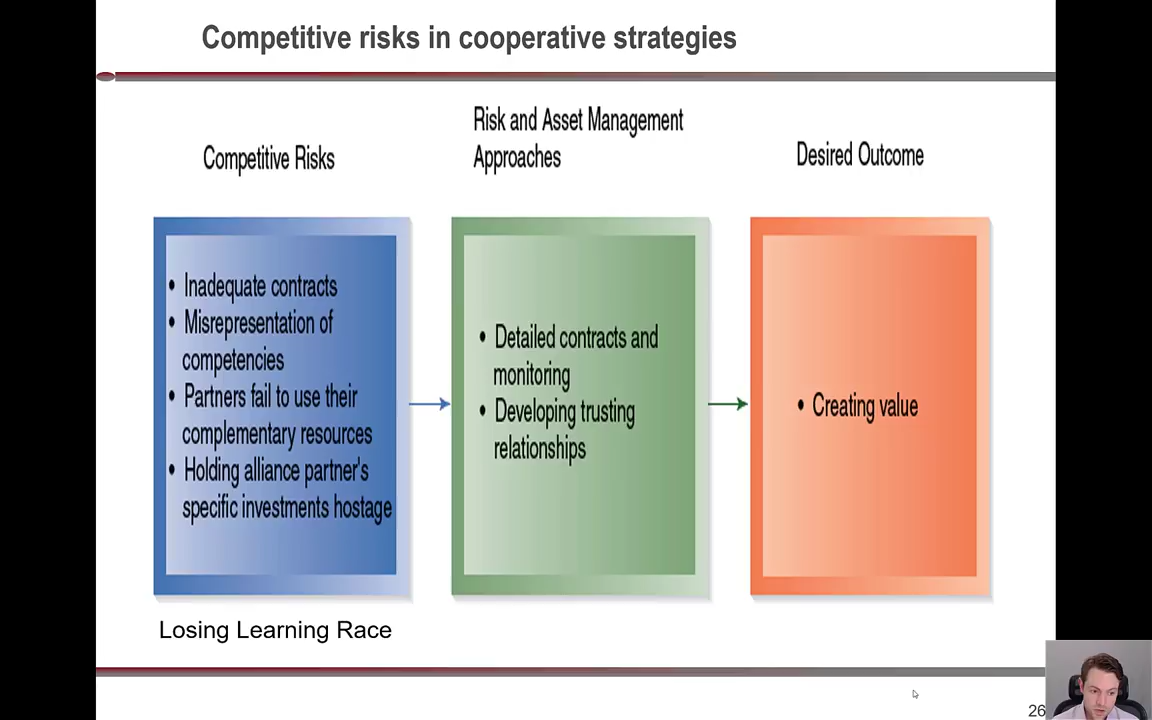 Competitive risks in cooperative strategies
Competitive Risks
Risk and Asset Management
Approaches
Desired Outcome
• Inadequate contracts
• Misrepresentation of
competencies
• Partners fail to use their
complementary resources
• Holding alliance partner's
specific investments hostage
• Detailed contracts and
monitoring
• Developing trusting
relationships
• Creating value
Losing Learning Race
26